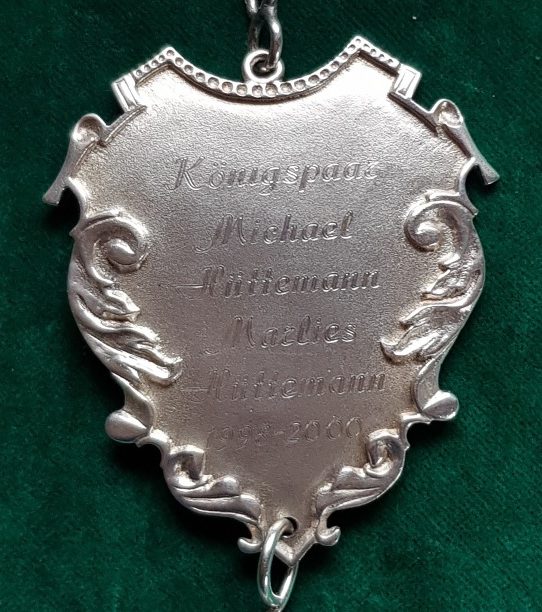 Königspaar
Michael
Hüttemann
Marlies
Hüttemann
1998-2000